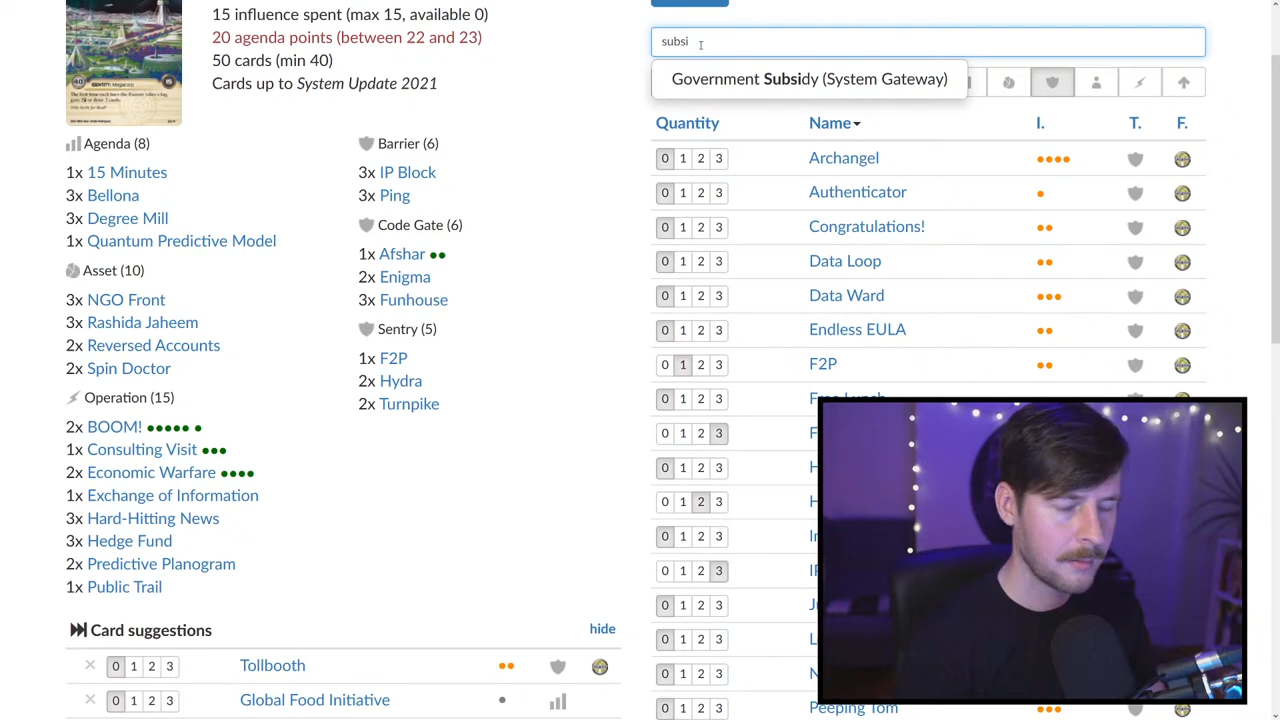 15 influence spent (max 15, available 0)
20 agenda points (between 22 and 23)
50 cards (min 40)
Cards up to System Update 2021
Agenda (8)
1x 15 Minutes
3x Bellona
3x Degree Mill
1x Quantum Predictive Model
Asset (10)
3x NGO Front
3x Rashida Jaheem
2x Reversed Accounts
2x Spin Doctor
Operation (15)
2x BOOM!
1x Consulting Visit
2x Economic Warfare
1x Exchange of Information
3x Hard-Hitting News
3x Hedge Fund
2x Predictive Planogram
1x Public Trail
Barrier (6)
3x IP Block
3x Ping
Code Gate (6)
1x Afshar
2x Enigma
3x Funhouse
Sentry (5)
1x F2P
2x Hydra
2x Turnpike
Card suggestions hide
0 1 2 3 Tollbooth
0 1 2 3 Global Food Initiative
subsi
Government Subsidy (System Gateway)
Quantity Name I. T. F.
0 1 2 3 Archangel
0 1 2 3 Authenticator
0 1 2 3 Congratulations!
0 1 2 3 Data Loop
0 1 2 3 Data Ward
0 1 2 3 Endless EULA
0 1 2 3 F2P
0 1 2 3
0 1 2 3 F
0 1 2 3 H
0 1 2 3 H
0 1 2 3
0 1 2 3
0 1 2 3
0 1 2 3 L
0 1 2 3 N
0 1 2 3 Peeping Tom